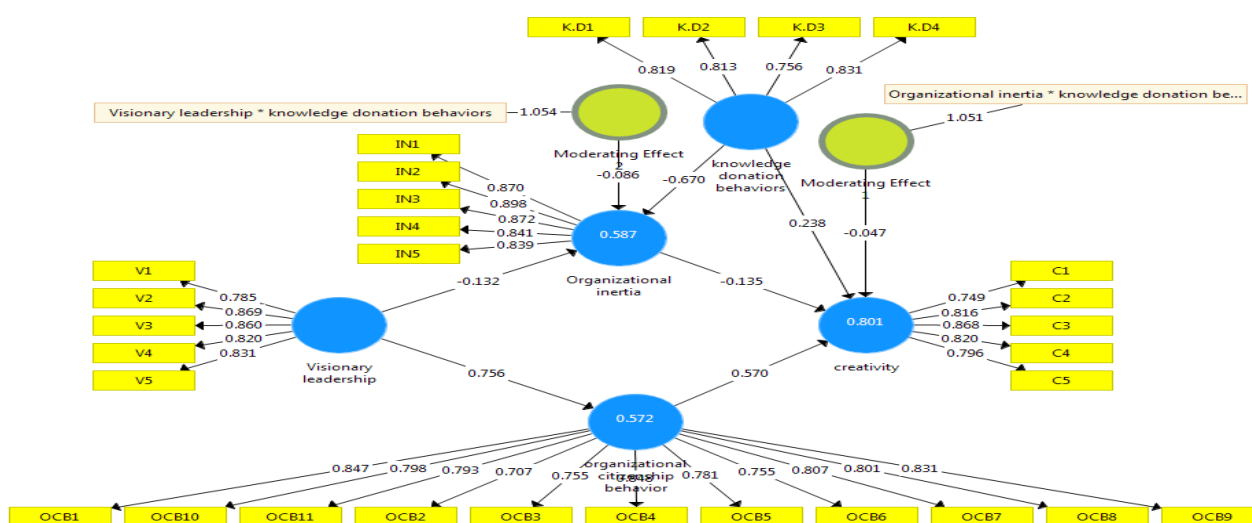 K.D1 K.D2 K.D3 K.D4
0.819 0.813 0.756 0.831
Organizational inertia * knowledge donation be...
Visionary leadership * knowledge donation behaviors
1.054
1.051
Moderating Effect
2
knowledge
donation
behaviors
Moderating Effect
1
IN1
IN2
IN3
IN4
IN5
0.870
0.898
0.872
0.841
0.839
-0.086
-0.670
0.238
-0.047
0.587
Organizational
inertia
-0.132
-0.135
V1
V2
V3
V4
V5
0.785
0.869
0.860
0.820
0.831
Visionary
leadership
0.801
creativity
0.749
0.816
0.868
0.820
0.796
C1
C2
C3
C4
C5
0.756
0.570
0.572
organizational
citizenship
behavior
0.847 0.798 0.793 0.707 0.755 0.848 0.781 0.755 0.807 0.801 0.831
OCB1 OCB10 OCB11 OCB2 OCB3 OCB4 OCB5 OCB6 OCB7 OCB8 OCB9